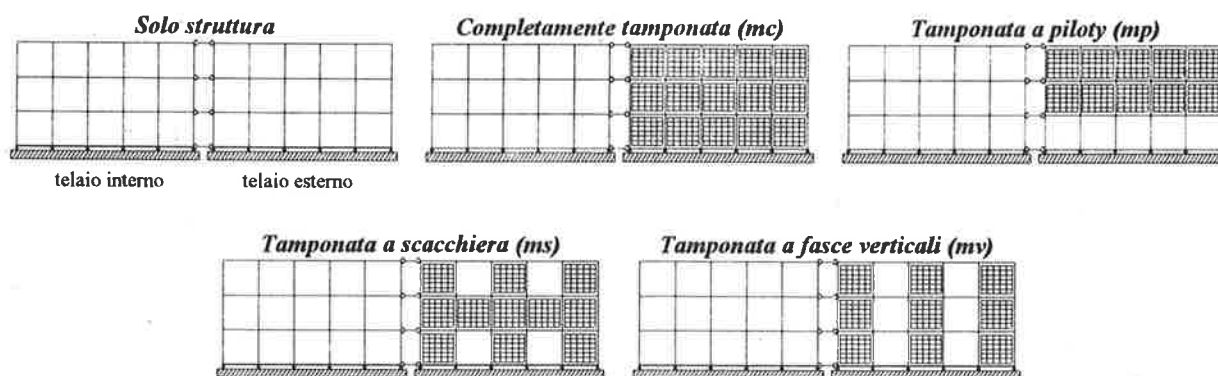 Solo struttura
Completamente tamponata (mc)
Tamponata a piloty (mp)
telaio interno
telaio esterno
Tamponata a scacchiera (ms)
Tamponata a fasce verticali (mv)